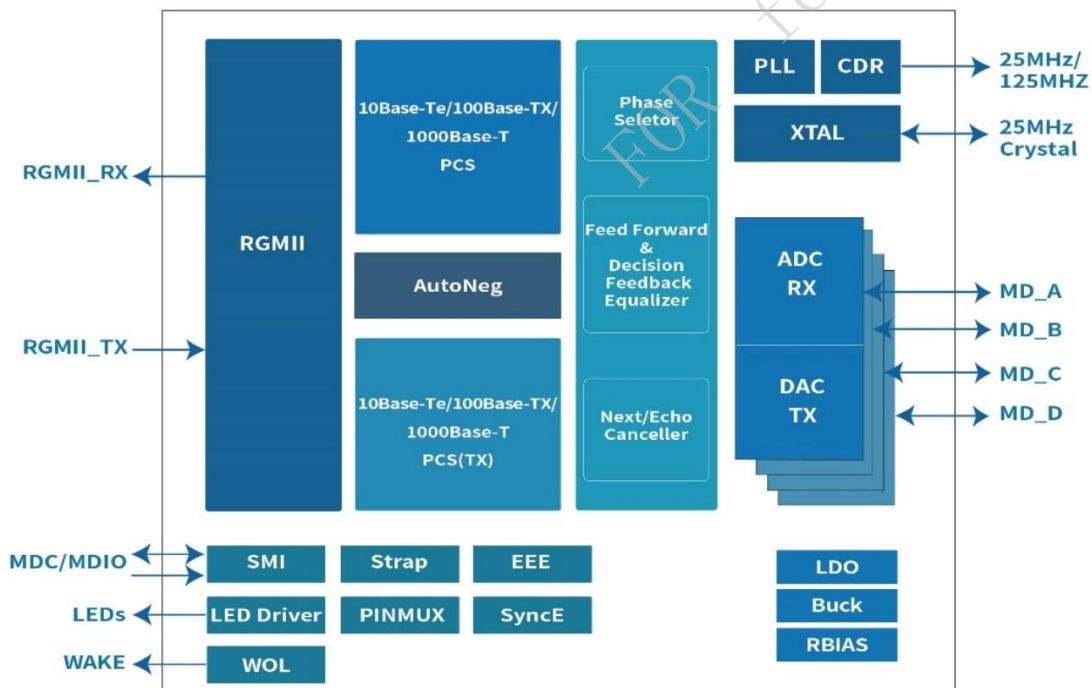 RGMII_RX
RGMII_TX
RGMII
10Base-Te/100Base-TX/
1000Base-T
PCS
AutoNeg
10Base-Te/100Base-TX/
1000Base-T
PCS(TX)
Phase
Seletor
Feed Forward
&
Decision
Feedback
Equalizer
Next/Echo
Canceller
PLL
CDR
25MHz/
125MHZ
XTAL
25MHz
Crystal
ADC
RX
DAC
TX
MD_A
MD_B
MD_C
MD_D
MDC/MDIO
SMI
Strap
EEE
LEDs
LED Driver
PINMUX
SyncE
WAKE
WOL
LDO
Buck
RBIAS
FOR